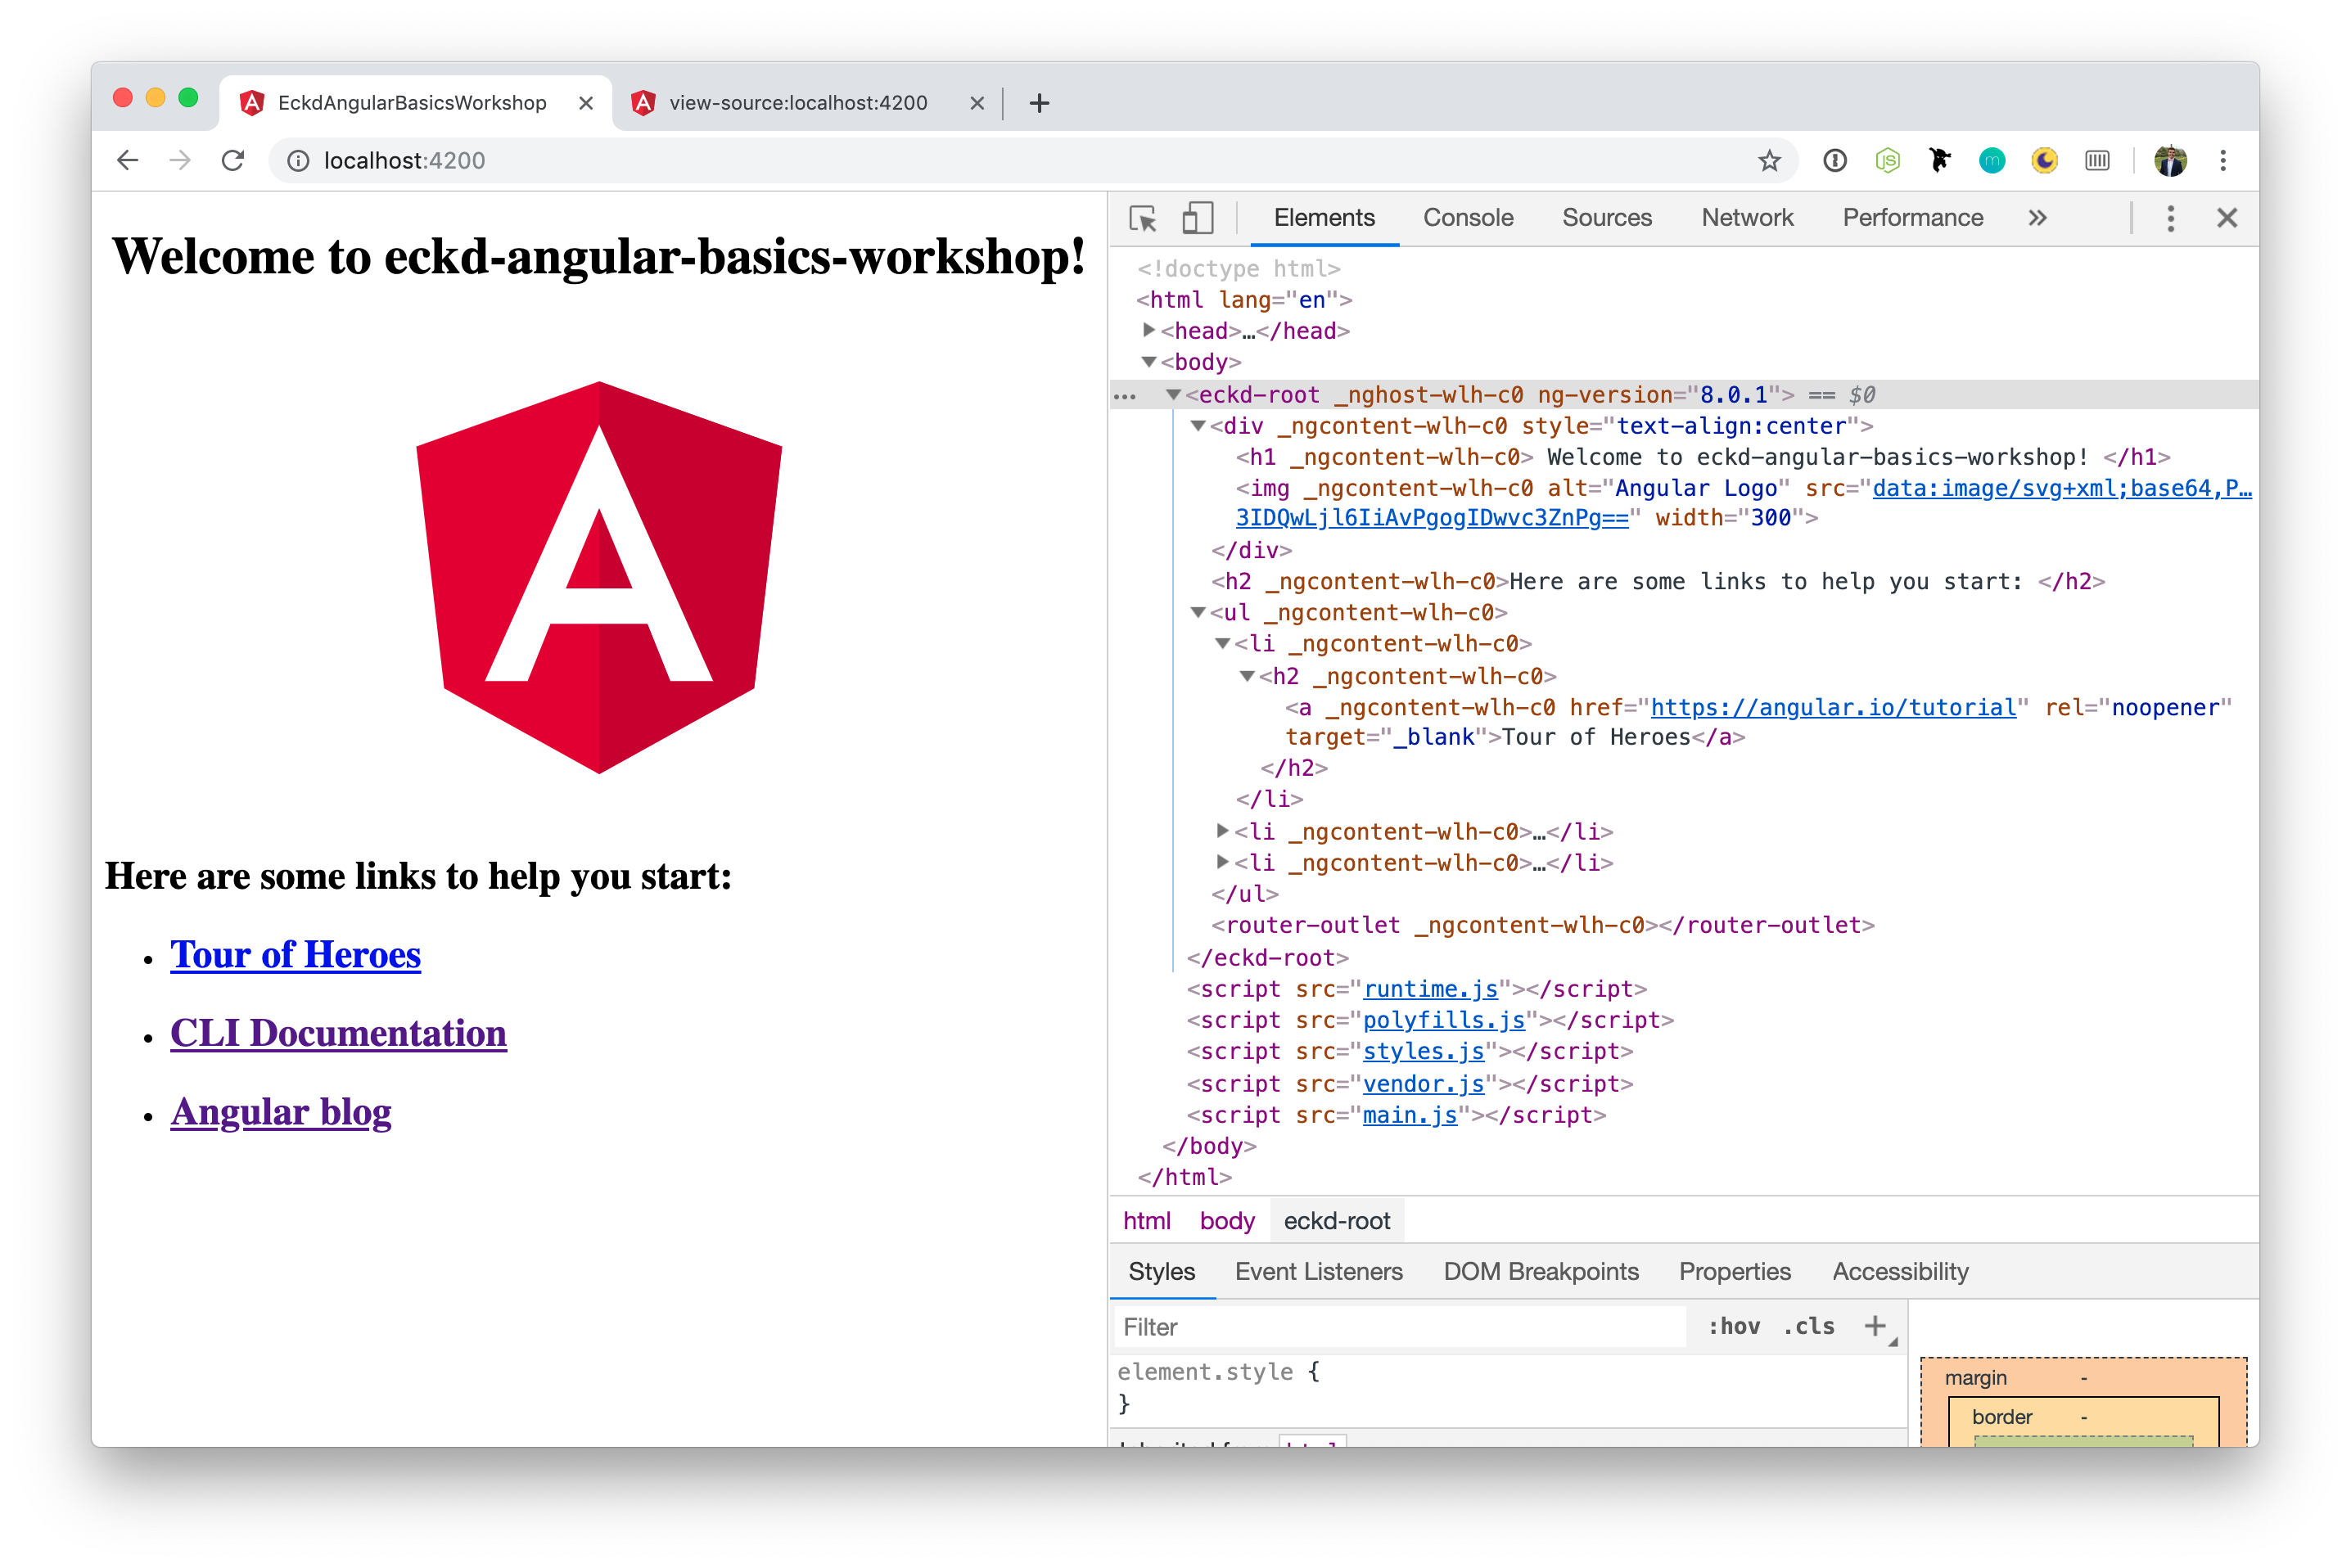 EckdAngularBasicsWorkshop
view-source:localhost:4200
localhost:4200
Welcome to eckd-angular-basics-workshop!
Here are some links to help you start:
• Tour of Heroes
• CLI Documentation
• Angular blog
Elements Console Sources Network Performance »
<!doctype html>
<html lang="en">
<head>…</head>
<body>
<eckd-root _nghost-wlh-c0 ng-version="8.0.1"> == $0
<div _ngcontent-wlh-c0 style="text-align:center">
<h1 _ngcontent-wlh-c0> Welcome to eckd-angular-basics-workshop! </h1>
<img _ngcontent-wlh-c0 alt="Angular Logo" src="data:image/svg+xml;base64,P…
3IDQwLjl6IiAvPgogIDwvc3ZnPg==" width="300">
</div>
<h2 _ngcontent-wlh-c0>Here are some links to help you start: </h2>
<ul _ngcontent-wlh-c0>
<li _ngcontent-wlh-c0>
<h2 _ngcontent-wlh-c0>
<a _ngcontent-wlh-c0 href="https://angular.io/tutorial" rel="noopener"
target="_blank">Tour of Heroes</a>
</h2>
</li>
<li _ngcontent-wlh-c0>…</li>
<li _ngcontent-wlh-c0>…</li>
</ul>
<router-outlet _ngcontent-wlh-c0></router-outlet>
</eckd-root>
<script src="runtime.js"></script>
<script src="polyfills.js"></script>
<script src="styles.js"></script>
<script src="vendor.js"></script>
<script src="main.js"></script>
</body>
</html>
html body eckd-root
Styles Event Listeners DOM Breakpoints Properties Accessibility
Filter :hov .cls +
element.style {
}
margin -
border -